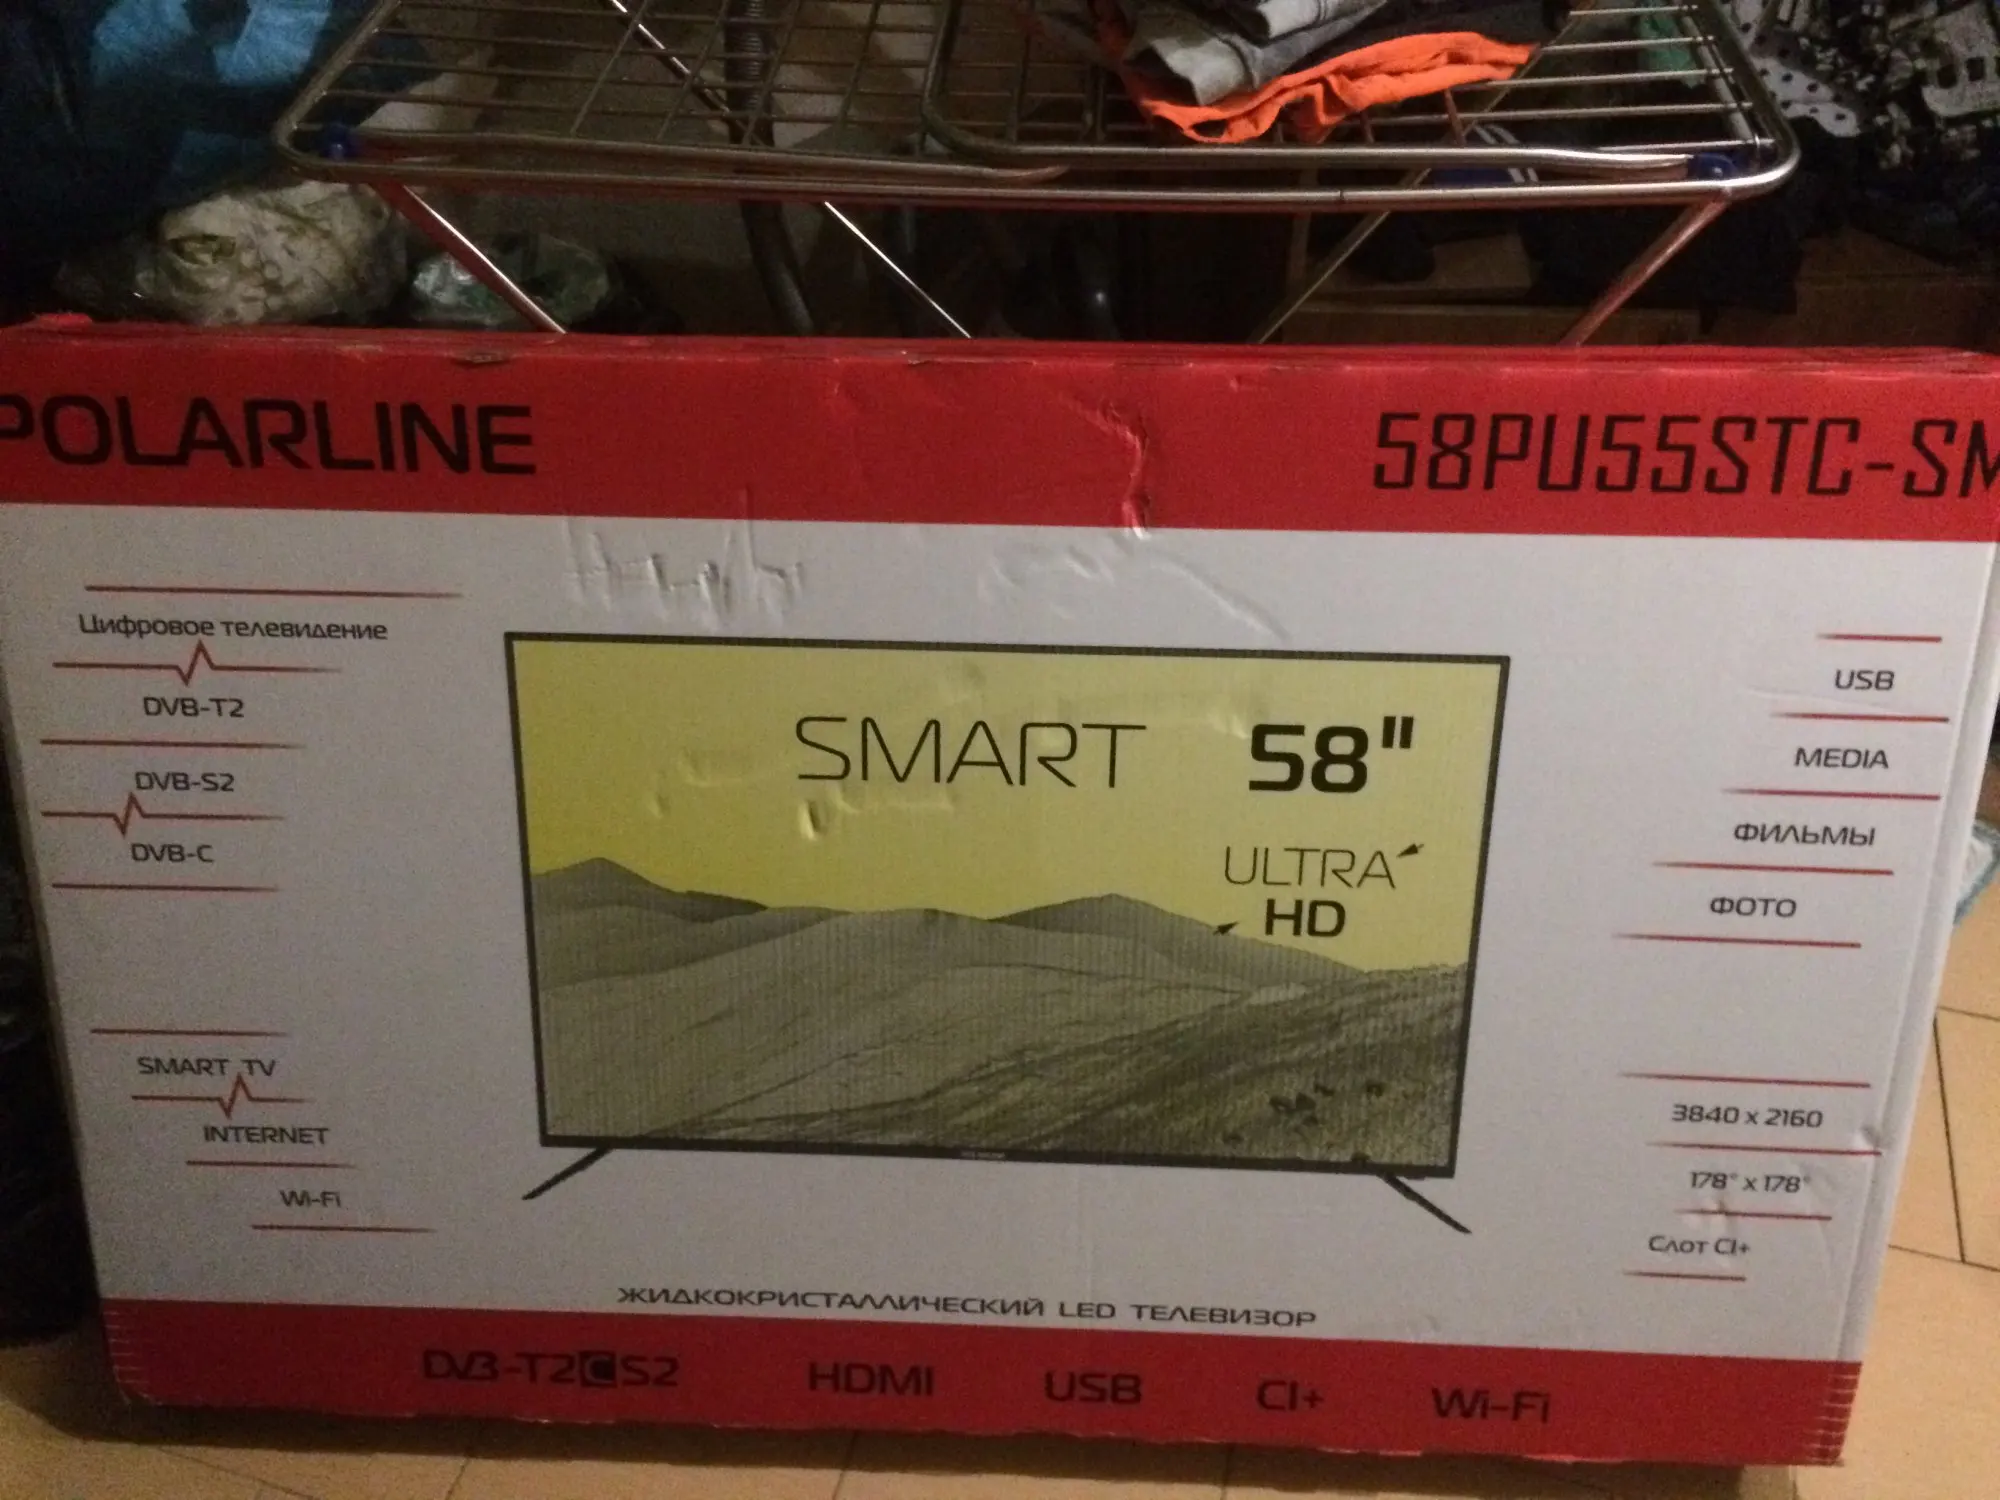 POLARLINE
58PU55STC-SM
Цифровое телевидение
DVB-T2
DVB-S2
DVB-C
SMART TV
INTERNET
Wi-Fi
SMART 58"
ULTRA
HD
USB
MEDIA
ФИЛЬМЫ
ФОТО
3840 x 2160
178° x 178°
Слот CI+
ЖИДКОКРИСТАЛЛИЧЕСКИЙ LED ТЕЛЕВИЗОР
DVB-T2CS2 HDMI USB CI+ Wi-Fi